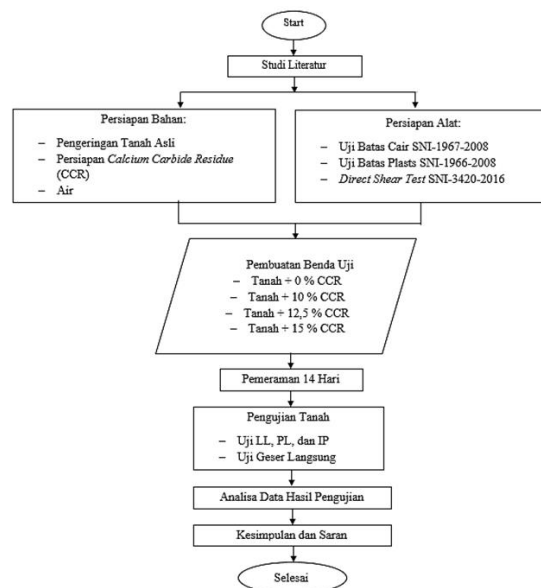 Start
Studi Literatur
Persiapan Bahan:
– Pengeringan Tanah Asli
– Persiapan Calcium Carbide Residue
(CCR)
– Air
Persiapan Alat:
– Uji Batas Cair SNI-1967-2008
– Uji Batas Plasts SNI-1966-2008
– Direct Shear Test SNI-3420-2016
Pembuatan Benda Uji
– Tanah + 0 % CCR
– Tanah + 10 % CCR
– Tanah + 12,5 % CCR
– Tanah + 15 % CCR
Pemeraman 14 Hari
Pengujian Tanah
– Uji LL, PL, dan IP
– Uji Geser Langsung
Analisa Data Hasil Pengujian
Kesimpulan dan Saran
Selesai